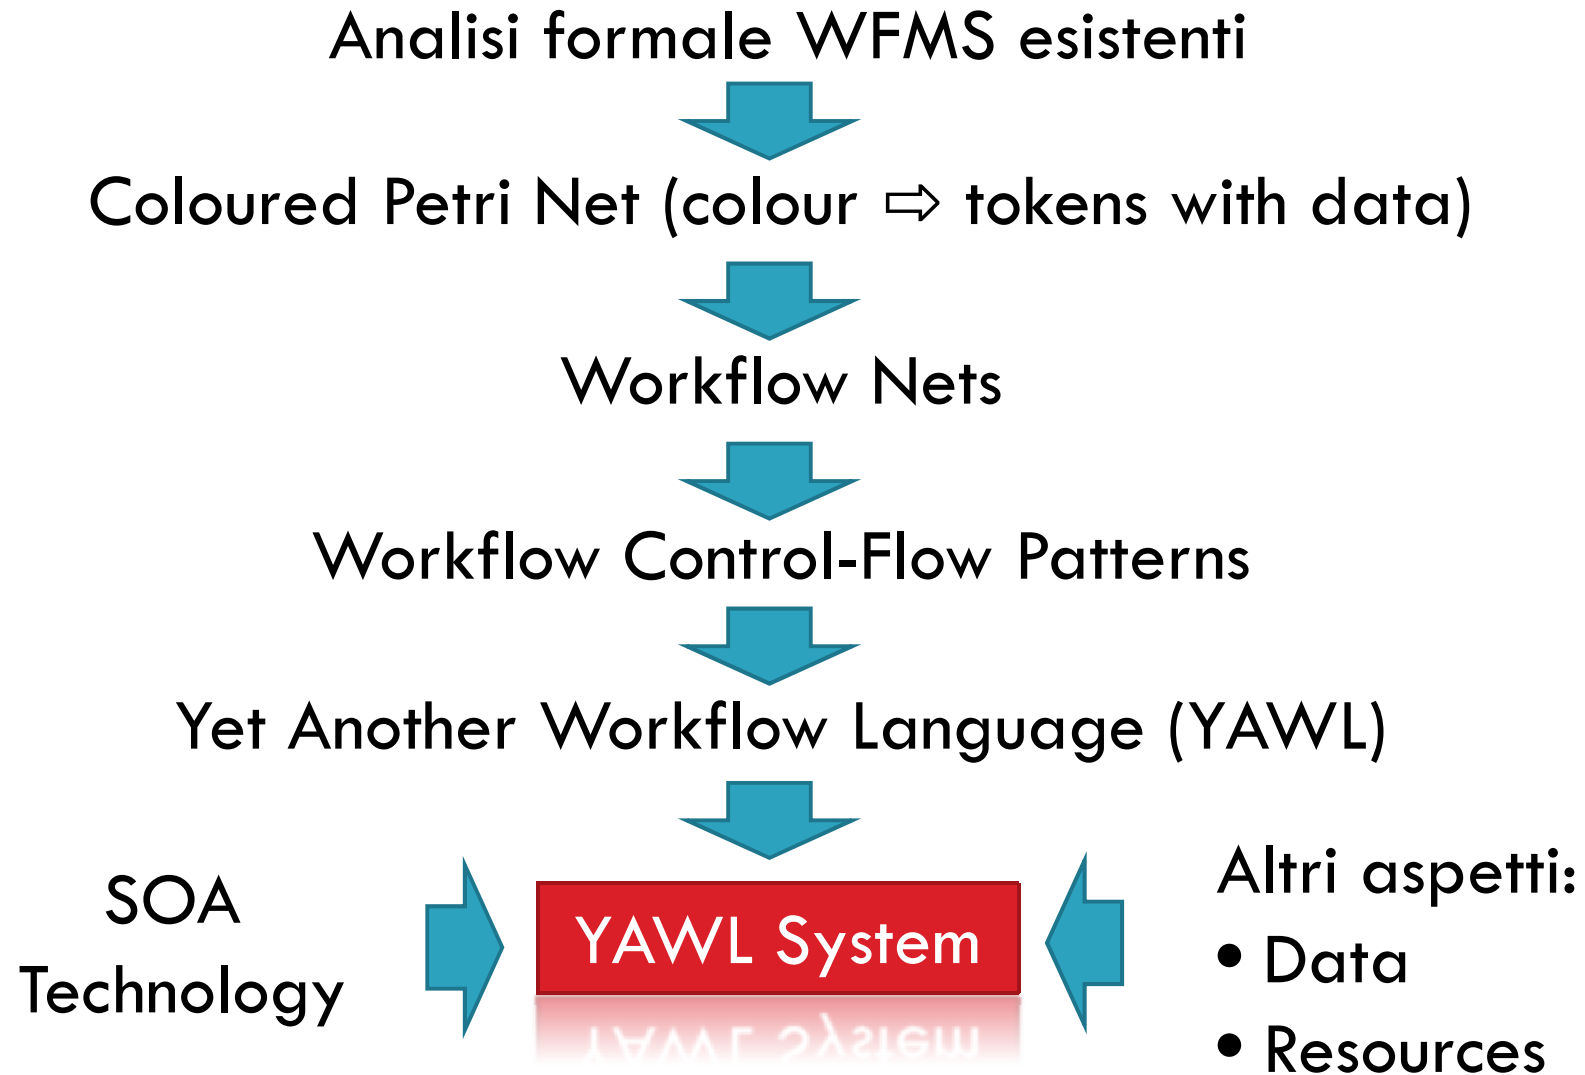 Analisi formale WFMS esistenti
Coloured Petri Net (colour ⇨ tokens with data)
Workflow Nets
Workflow Control-Flow Patterns
Yet Another Workflow Language (YAWL)
SOA
Technology
YAWL System
Altri aspetti:
• Data
• Resources